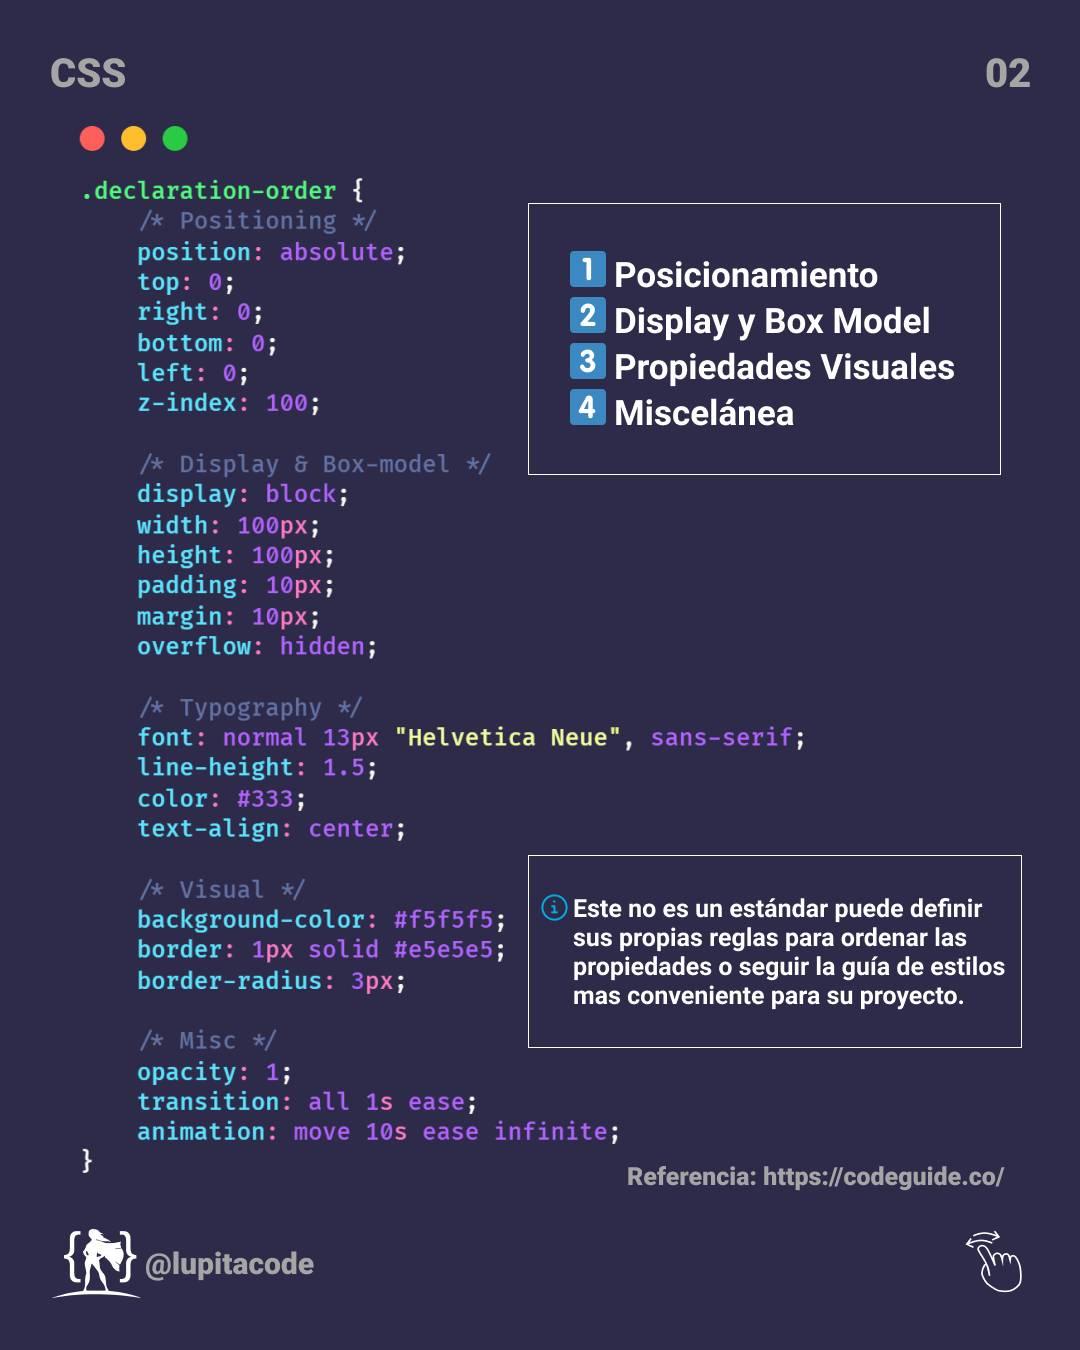 CSS
02
.declaration-order {
/* Positioning */
position: absolute;
top: 0;
right: 0;
bottom: 0;
left: 0;
z-index: 100;
/* Display & Box-model */
display: block;
width: 100px;
height: 100px;
padding: 10px;
margin: 10px;
overflow: hidden;
/* Typography */
font: normal 13px "Helvetica Neue", sans-serif;
line-height: 1.5;
color: #333;
text-align: center;
/* Visual */
background-color: #f5f5f5;
border: 1px solid #e5e5e5;
border-radius: 3px;
/* Misc */
opacity: 1;
transition: all 1s ease;
animation: move 10s ease infinite;
}
1 Posicionamiento
2 Display y Box Model
3 Propiedades Visuales
4 Miscelánea
i Este no es un estándar puede definir
sus propias reglas para ordenar las
propiedades o seguir la guía de estilos
mas conveniente para su proyecto.
Referencia: https://codeguide.co/
{} @lupitacode